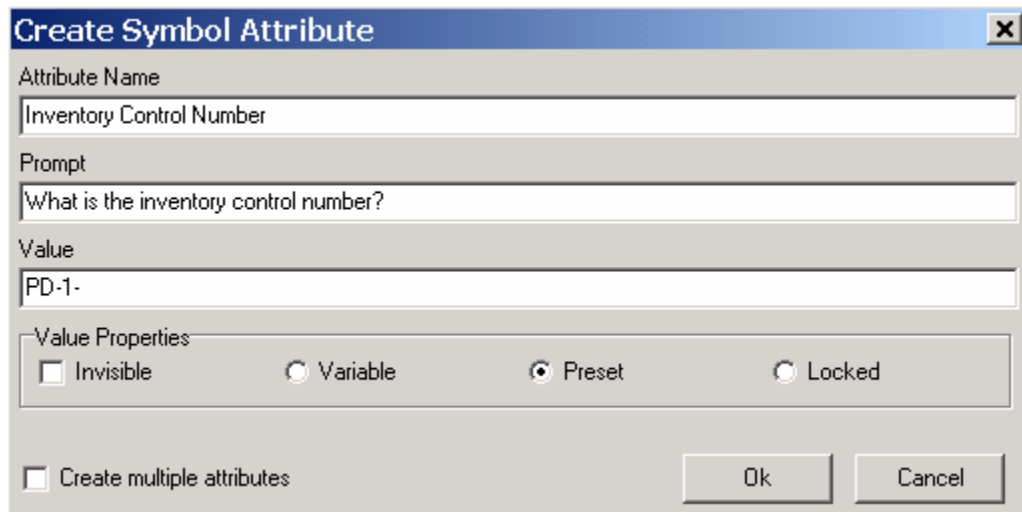 Create Symbol Attribute
Attribute Name
Inventory Control Number
Prompt
What is the inventory control number?
Value
PD-1-
Value Properties
Invisible Variable Preset Locked
Create multiple attributes Ok Cancel